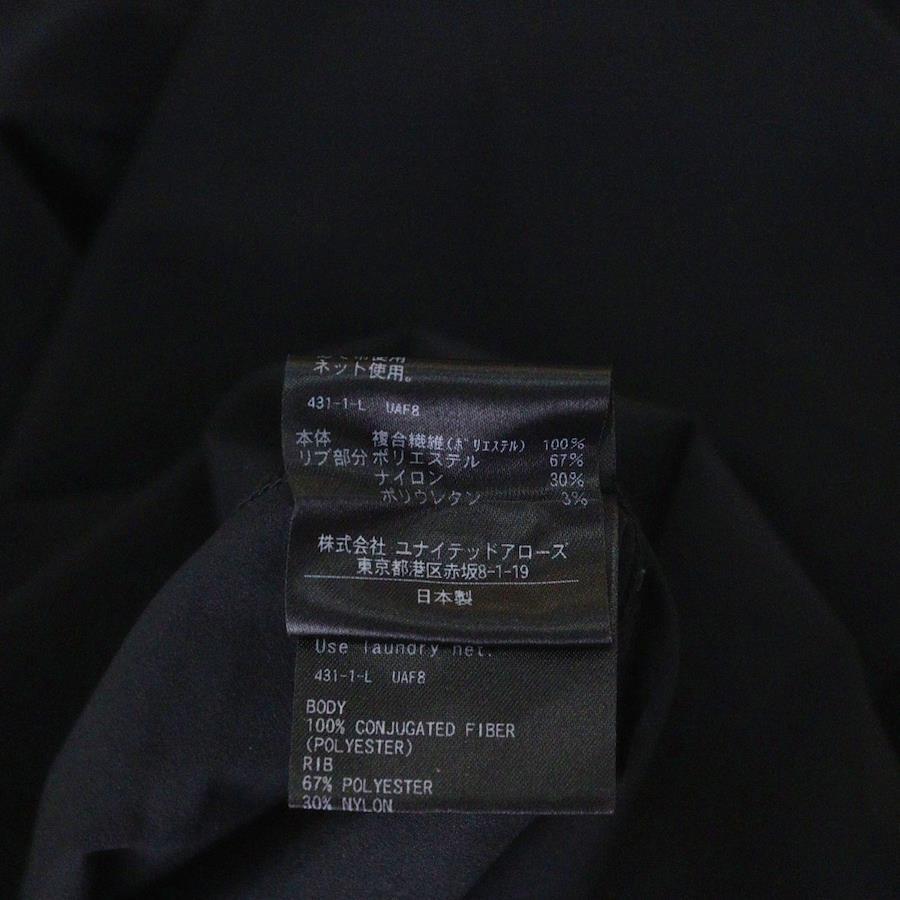 ネット使用。
431-1-L UAF8
本体 複合繊維(ポリエステル) 100%
リブ部分 ポリエステル 67%
ナイロン 30%
ポリウレタン 3%
株式会社 ユナイテッドアローズ
東京都港区赤坂8-1-19
日本製
Use laundry net.
431-1-L UAF8
BODY
100% CONJUGATED FIBER
(POLYESTER)
RIB
67% POLYESTER
30% NYLON